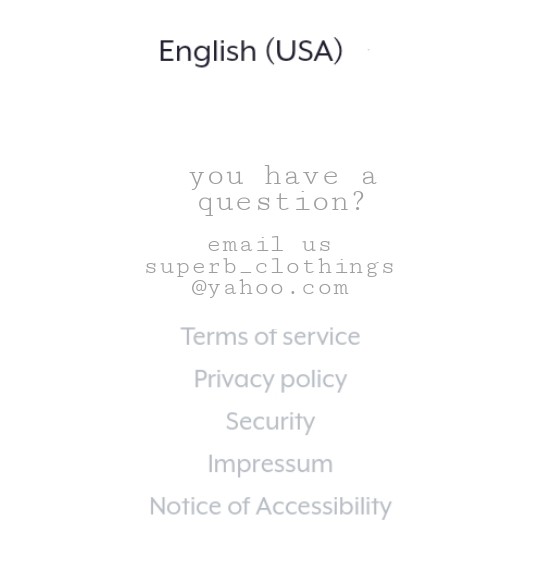 English (USA)
you have a
question?
email us
superb_clothings
@yahoo.com
Terms of service
Privacy policy
Security
Impressum
Notice of Accessibility